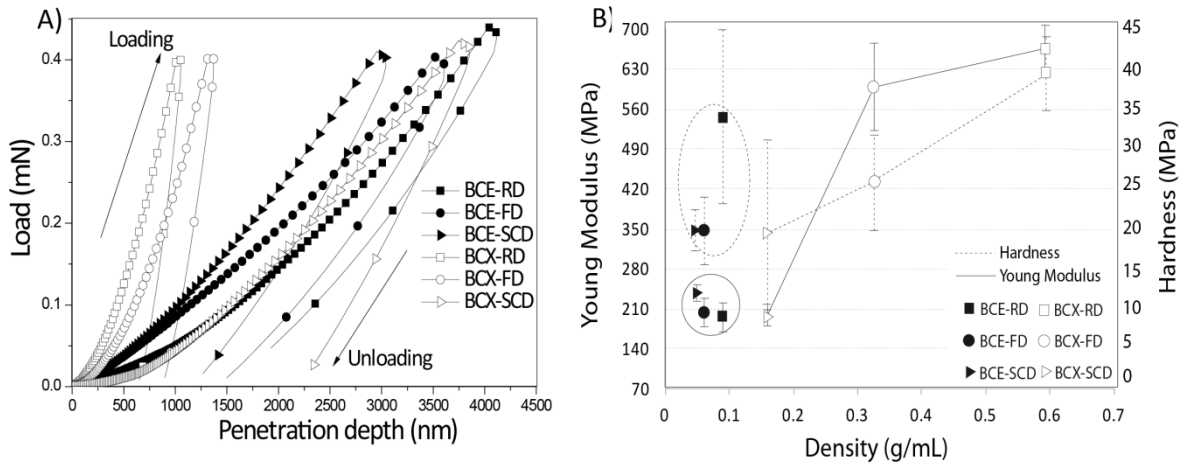 A)
Loading
Load (mN)
0.4
0.3
0.2
0.1
0.0
BCE-RD
BCE-FD
BCE-SCD
BCX-RD
BCX-FD
BCX-SCD
Unloading
0 500 1000 1500 2000 2500 3000 3500 4000 4500
Penetration depth (nm)
B)
Young Modulus (MPa)
700
630
560
490
420
350
280
210
140
70
Hardness
Young Modulus
BCE-RD BCX-RD
BCE-FD BCX-FD
BCE-SCD BCX-SCD
45
40
35
30
25
20
15
10
5
0
Hardness (MPa)
0.0 0.1 0.2 0.3 0.4 0.5 0.6 0.7
Density (g/mL)